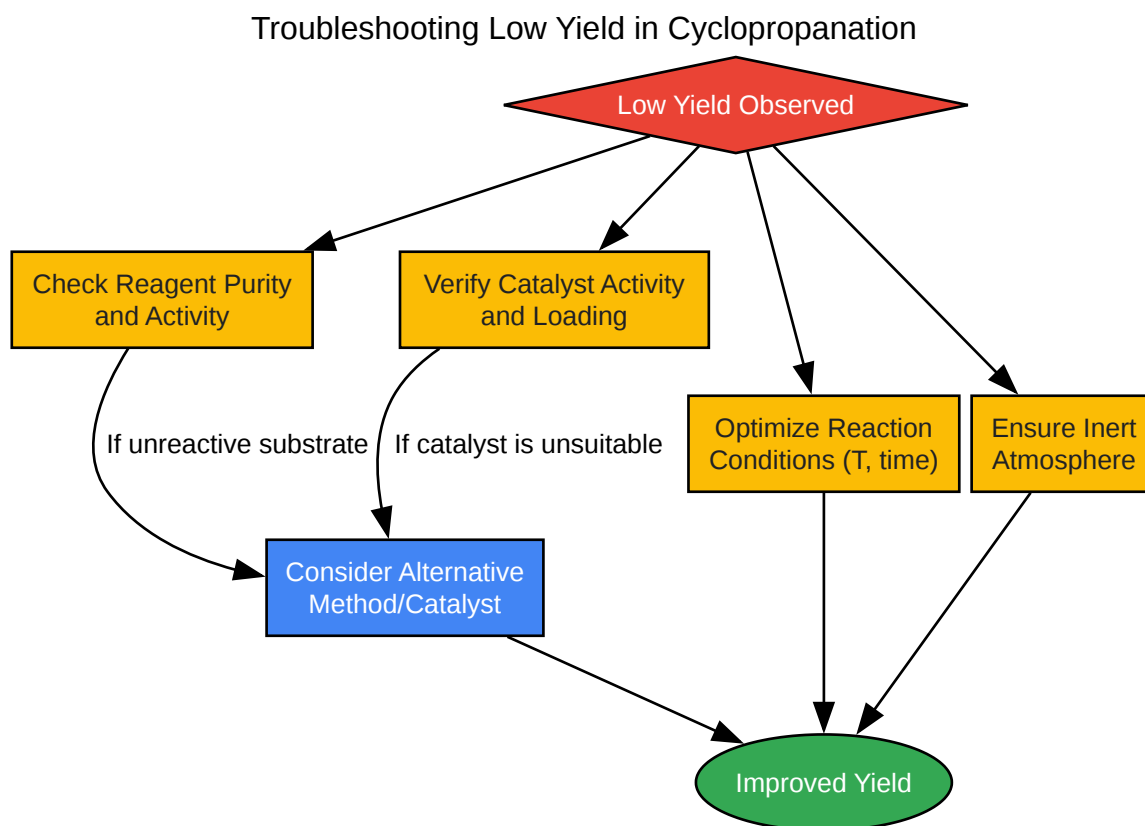 Troubleshooting Low Yield in Cyclopropanation
Low Yield Observed
Check Reagent Purity
and Activity
Verify Catalyst Activity
and Loading
Optimize Reaction
Conditions (T, time)
Ensure Inert
Atmosphere
If unreactive substrate
If catalyst is unsuitable
Consider Alternative
Method/Catalyst
Improved Yield